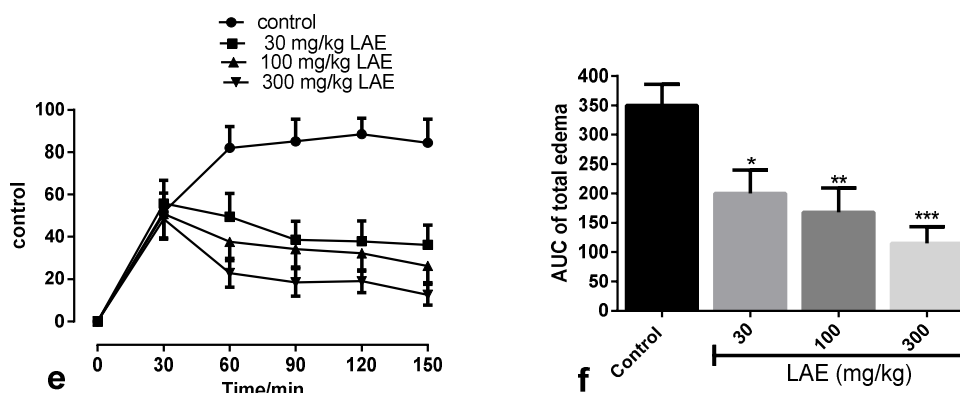 control
30 mg/kg LAE
100 mg/kg LAE
300 mg/kg LAE
100
80
60
40
20
0
control
0 30 60 90 120 150
Time/min
e
400
350
300
250
200
150
100
50
0
AUC of total edema
*
**
***
Control 30 100 300
LAE (mg/kg)
f